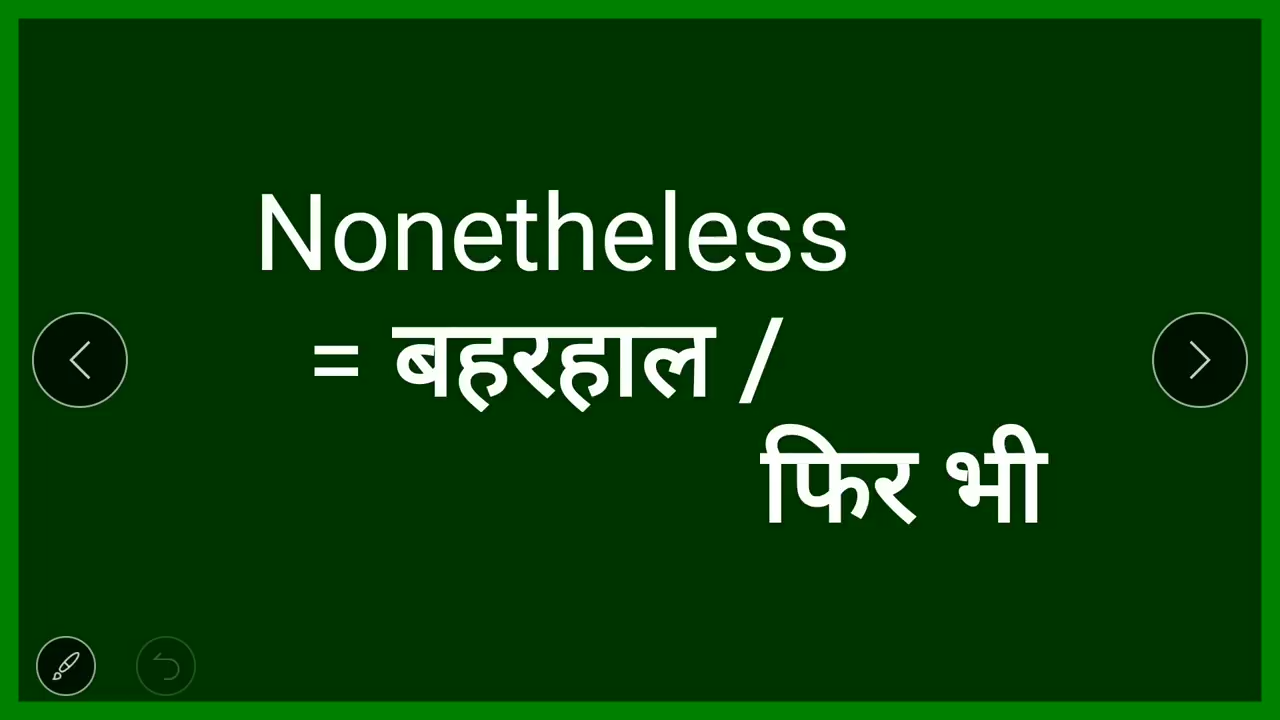 Nonetheless
= बहरहाल /
फिर भी